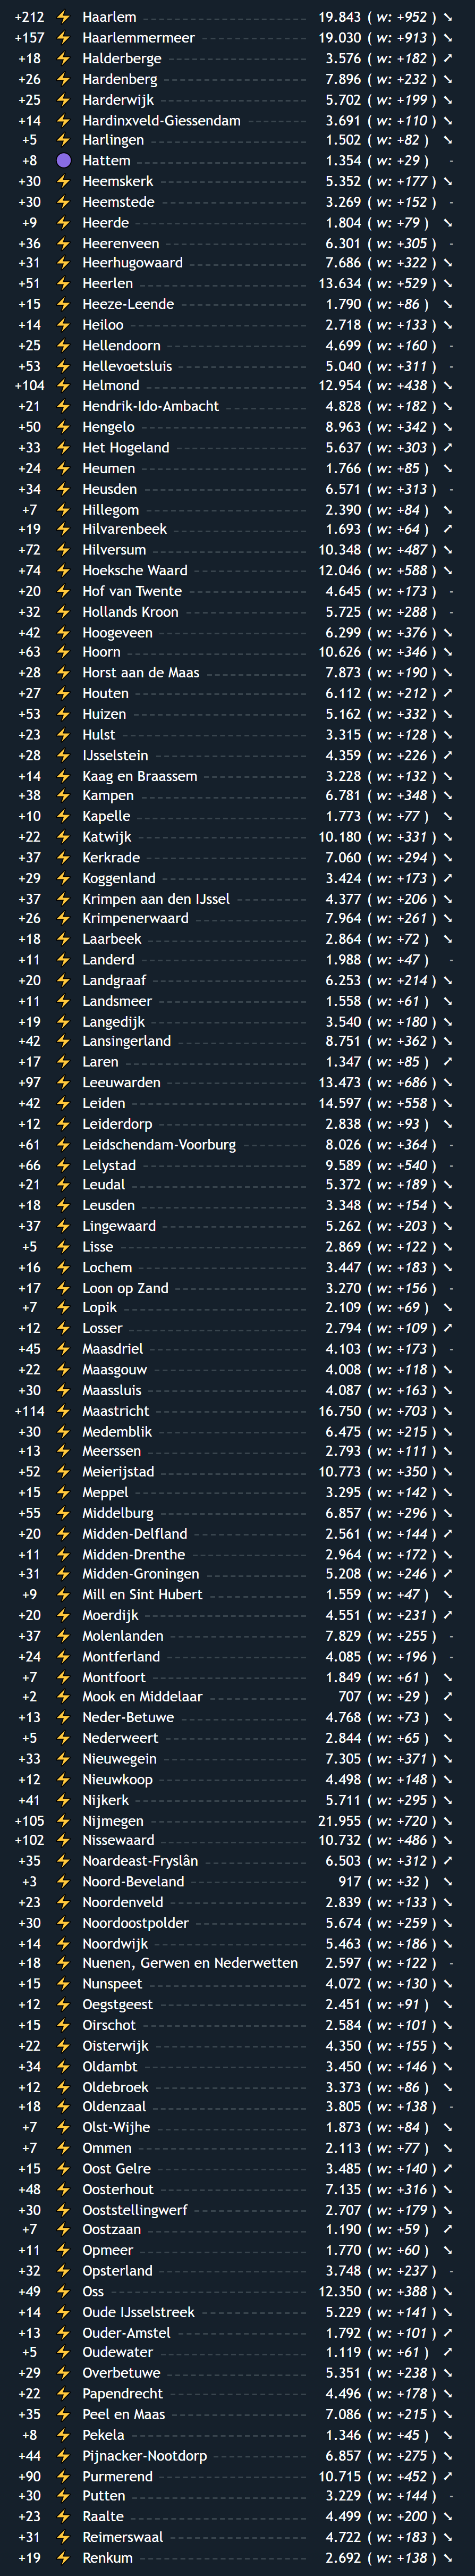 +212 ⚡ Haarlem 19.843 ( w: +952 ) ➘
+157 ⚡ Haarlemmermeer 19.030 ( w: +913 ) ➘
+18 ⚡ Halderberge 3.576 ( w: +182 ) ➚
+26 ⚡ Hardenberg 7.896 ( w: +232 ) ➘
+25 ⚡ Harderwijk 5.702 ( w: +199 ) ➘
+14 ⚡ Hardinxveld-Giessendam 3.691 ( w: +110 ) ➘
+5 ⚡ Harlingen 1.502 ( w: +82 ) ➘
+8 🟣 Hattem 1.354 ( w: +29 ) -
+30 ⚡ Heemskerk 5.352 ( w: +177 ) ➘
+30 ⚡ Heemstede 3.269 ( w: +152 ) -
+9 ⚡ Heerde 1.804 ( w: +79 ) ➘
+36 ⚡ Heerenveen 6.301 ( w: +305 ) -
+31 ⚡ Heerhugowaard 7.686 ( w: +322 ) ➘
+51 ⚡ Heerlen 13.634 ( w: +529 ) ➘
+15 ⚡ Heeze-Leende 1.790 ( w: +86 ) ➘
+14 ⚡ Heiloo 2.718 ( w: +133 ) ➘
+25 ⚡ Hellendoorn 4.699 ( w: +160 ) -
+53 ⚡ Hellevoetsluis 5.040 ( w: +311 ) -
+104 ⚡ Helmond 12.954 ( w: +438 ) ➘
+21 ⚡ Hendrik-Ido-Ambacht 4.828 ( w: +182 ) ➘
+50 ⚡ Hengelo 8.963 ( w: +342 ) ➘
+33 ⚡ Het Hogeland 5.637 ( w: +303 ) ➚
+24 ⚡ Heumen 1.766 ( w: +85 ) ➘
+34 ⚡ Heusden 6.571 ( w: +313 ) -
+7 ⚡ Hillegom 2.390 ( w: +84 ) ➘
+19 ⚡ Hilvarenbeek 1.693 ( w: +64 ) ➚
+72 ⚡ Hilversum 10.348 ( w: +487 ) ➘
+74 ⚡ Hoeksche Waard 12.046 ( w: +588 ) ➘
+20 ⚡ Hof van Twente 4.645 ( w: +173 ) -
+32 ⚡ Hollands Kroon 5.725 ( w: +288 ) -
+42 ⚡ Hoogeveen 6.299 ( w: +376 ) ➘
+63 ⚡ Hoorn 10.626 ( w: +346 ) ➘
+28 ⚡ Horst aan de Maas 7.873 ( w: +190 ) ➘
+27 ⚡ Houten 6.112 ( w: +212 ) ➚
+53 ⚡ Huizen 5.162 ( w: +332 ) ➘
+23 ⚡ Hulst 3.315 ( w: +128 ) ➘
+28 ⚡ IJsselstein 4.359 ( w: +226 ) ➚
+14 ⚡ Kaag en Braassem 3.228 ( w: +132 ) ➘
+38 ⚡ Kampen 6.781 ( w: +348 ) ➘
+10 ⚡ Kapelle 1.773 ( w: +77 ) ➘
+22 ⚡ Katwijk 10.180 ( w: +331 ) ➘
+37 ⚡ Kerkrade 7.060 ( w: +294 ) ➘
+29 ⚡ Koggenland 3.424 ( w: +173 ) ➚
+37 ⚡ Krimpen aan den IJssel 4.377 ( w: +206 ) ➘
+26 ⚡ Krimpenerwaard 7.964 ( w: +261 ) ➘
+18 ⚡ Laarbeek 2.864 ( w: +72 ) ➘
+11 ⚡ Landerd 1.988 ( w: +47 ) -
+20 ⚡ Landgraaf 6.253 ( w: +214 ) ➘
+11 ⚡ Landsmeer 1.558 ( w: +61 ) ➘
+19 ⚡ Langedijk 3.540 ( w: +180 ) ➘
+42 ⚡ Lansingerland 8.751 ( w: +362 ) ➘
+17 ⚡ Laren 1.347 ( w: +85 ) ➚
+97 ⚡ Leeuwarden 13.473 ( w: +686 ) ➘
+42 ⚡ Leiden 14.597 ( w: +558 ) ➘
+12 ⚡ Leiderdorp 2.838 ( w: +93 ) ➘
+61 ⚡ Leidschendam-Voorburg 8.026 ( w: +364 ) -
+66 ⚡ Lelystad 9.589 ( w: +540 ) -
+21 ⚡ Leudal 5.372 ( w: +189 ) ➘
+18 ⚡ Leusden 3.348 ( w: +154 ) ➘
+37 ⚡ Lingewaard 5.262 ( w: +203 ) ➘
+5 ⚡ Lisse 2.869 ( w: +122 ) ➘
+16 ⚡ Lochem 3.447 ( w: +183 ) ➘
+17 ⚡ Loon op Zand 3.270 ( w: +156 ) -
+7 ⚡ Lopik 2.109 ( w: +69 ) ➘
+12 ⚡ Losser 2.794 ( w: +109 ) ➚
+45 ⚡ Maasdriel 4.103 ( w: +173 ) -
+22 ⚡ Maasgouw 4.008 ( w: +118 ) ➘
+30 ⚡ Maassluis 4.087 ( w: +163 ) ➘
+114 ⚡ Maastricht 16.750 ( w: +703 ) ➘
+30 ⚡ Medemblik 6.475 ( w: +215 ) ➘
+13 ⚡ Meerssen 2.793 ( w: +111 ) ➘
+52 ⚡ Meierijstad 10.773 ( w: +350 ) ➘
+15 ⚡ Meppel 3.295 ( w: +142 ) ➘
+55 ⚡ Middelburg 6.857 ( w: +296 ) ➘
+20 ⚡ Midden-Delfland 2.561 ( w: +144 ) ➚
+11 ⚡ Midden-Drenthe 2.964 ( w: +172 ) ➘
+31 ⚡ Midden-Groningen 5.208 ( w: +246 ) ➚
+9 ⚡ Mill en Sint Hubert 1.559 ( w: +47 ) ➘
+20 ⚡ Moerdijk 4.551 ( w: +231 ) ➚
+37 ⚡ Molenlanden 7.829 ( w: +255 ) -
+24 ⚡ Montferland 4.085 ( w: +196 ) -
+7 ⚡ Montfoort 1.849 ( w: +61 ) ➘
+2 ⚡ Mook en Middelaar 707 ( w: +29 ) ➚
+13 ⚡ Neder-Betuwe 4.768 ( w: +73 ) ➘
+5 ⚡ Nederweert 2.844 ( w: +65 ) ➘
+33 ⚡ Nieuwegein 7.305 ( w: +371 ) ➘
+12 ⚡ Nieuwkoop 4.498 ( w: +148 ) ➘
+41 ⚡ Nijkerk 5.711 ( w: +295 ) ➘
+105 ⚡ Nijmegen 21.955 ( w: +720 ) ➘
+102 ⚡ Nissewaard 10.732 ( w: +486 ) ➘
+35 ⚡ Noardeast-Fryslân 6.503 ( w: +312 ) ➚
+3 ⚡ Noord-Beveland 917 ( w: +32 ) ➘
+23 ⚡ Noordenveld 2.839 ( w: +133 ) ➘
+30 ⚡ Noordoostpolder 5.674 ( w: +259 ) ➘
+14 ⚡ Noordwijk 5.463 ( w: +186 ) ➘
+18 ⚡ Nuenen, Gerwen en Nederwetten 2.597 ( w: +122 ) -
+15 ⚡ Nunspeet 4.072 ( w: +130 ) ➘
+12 ⚡ Oegstgeest 2.451 ( w: +91 ) ➘
+15 ⚡ Oirschot 2.584 ( w: +101 ) ➘
+22 ⚡ Oisterwijk 4.350 ( w: +155 ) ➘
+34 ⚡ Oldambt 3.450 ( w: +146 ) ➘
+12 ⚡ Oldebroek 3.373 ( w: +86 ) ➘
+18 ⚡ Oldenzaal 3.805 ( w: +138 ) -
+7 ⚡ Olst-Wijhe 1.873 ( w: +84 ) ➘
+7 ⚡ Ommen 2.113 ( w: +77 ) ➘
+15 ⚡ Oost Gelre 3.485 ( w: +140 ) ➚
+48 ⚡ Oosterhout 7.135 ( w: +316 ) ➘
+30 ⚡ Ooststellingwerf 2.707 ( w: +179 ) ➘
+7 ⚡ Oostzaan 1.190 ( w: +59 ) ➚
+11 ⚡ Opmeer 1.770 ( w: +60 ) ➘
+32 ⚡ Opsterland 3.748 ( w: +237 ) -
+49 ⚡ Oss 12.350 ( w: +388 ) ➘
+14 ⚡ Oude IJsselstreek 5.229 ( w: +141 ) ➘
+13 ⚡ Ouder-Amstel 1.792 ( w: +101 ) ➚
+5 ⚡ Oudewater 1.119 ( w: +61 ) ➚
+29 ⚡ Overbetuwe 5.351 ( w: +238 ) ➘
+22 ⚡ Papendrecht 4.496 ( w: +178 ) ➘
+35 ⚡ Peel en Maas 7.086 ( w: +215 ) ➘
+8 ⚡ Pekela 1.346 ( w: +45 ) ➘
+44 ⚡ Pijnacker-Nootdorp 6.857 ( w: +275 ) ➘
+90 ⚡ Purmerend 10.715 ( w: +452 ) ➚
+30 ⚡ Putten 3.229 ( w: +144 ) -
+23 ⚡ Raalte 4.499 ( w: +200 ) ➘
+31 ⚡ Reimerswaal 4.722 ( w: +183 ) ➘
+19 ⚡ Renkum 2.692 ( w: +138 ) ➘